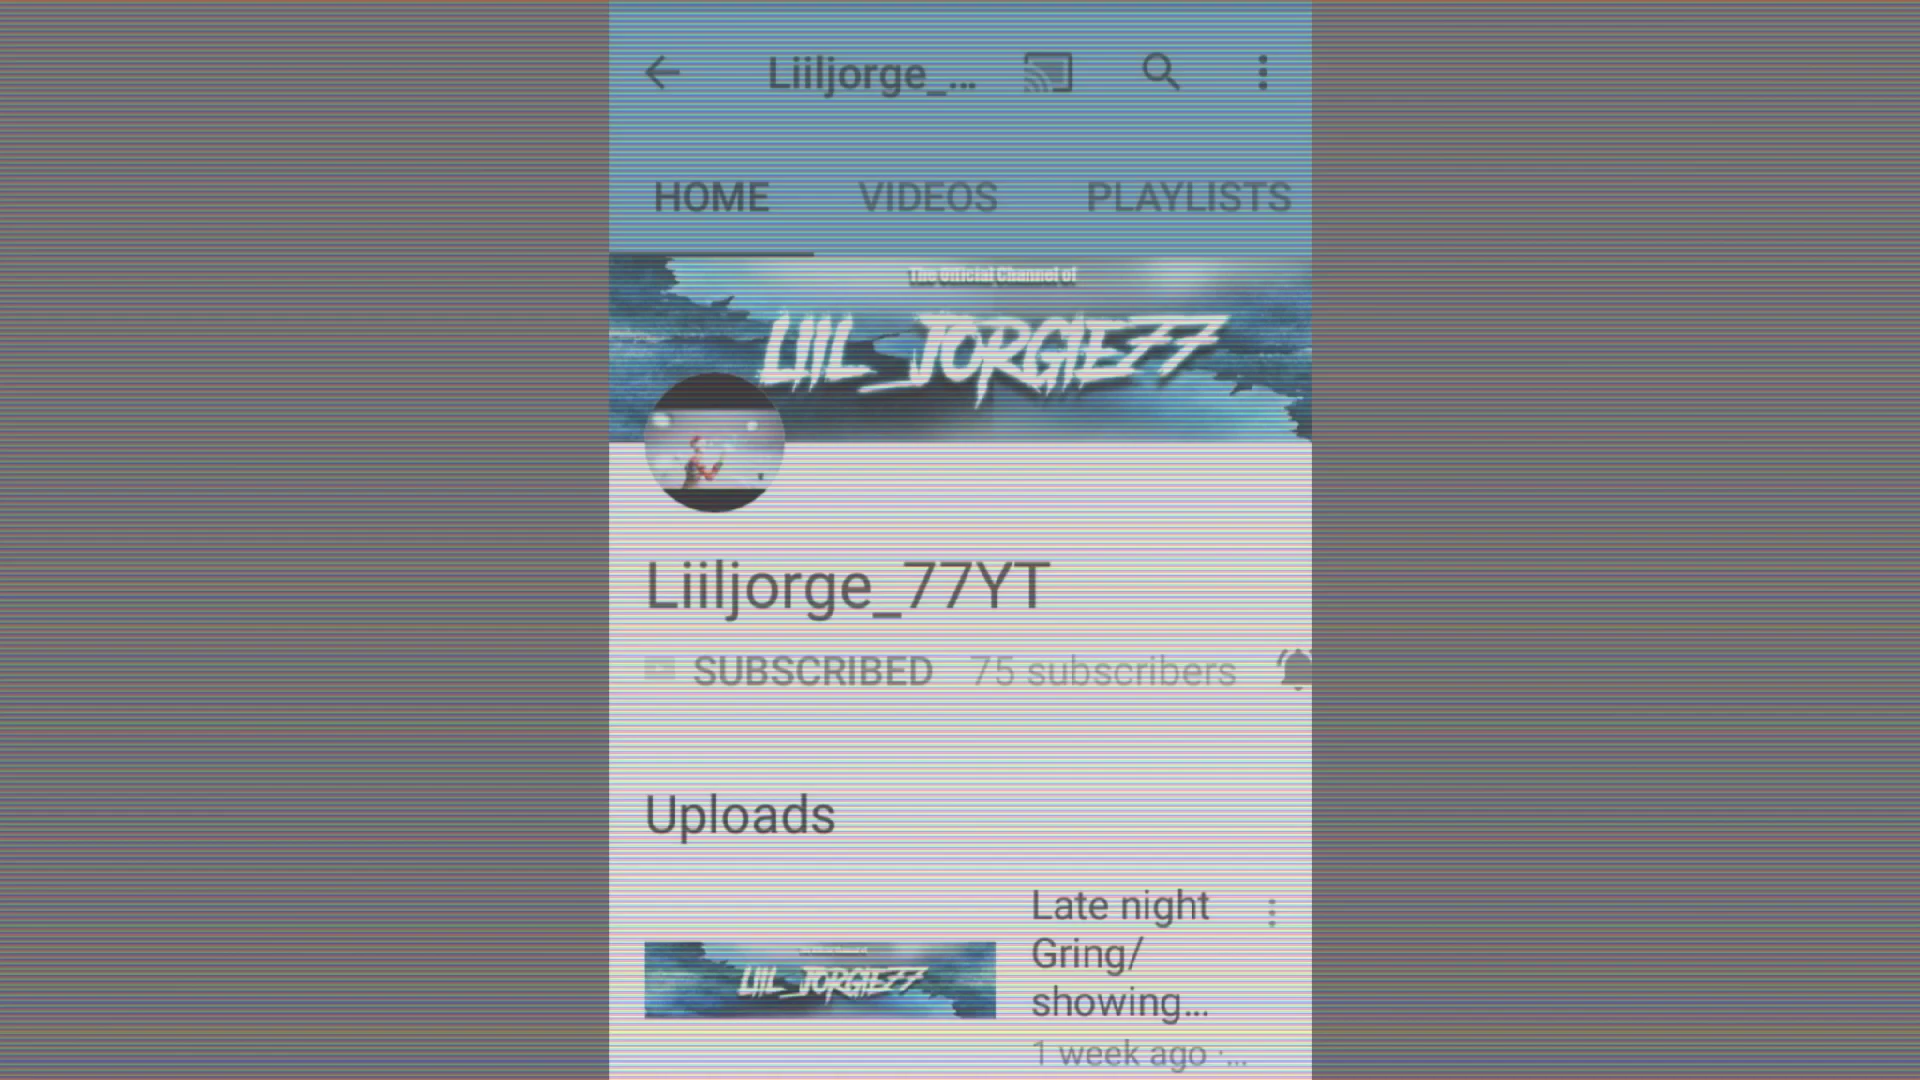 Liiljorge_...
HOME VIDEOS PLAYLISTS
The Official Channel of
LIIL_JORGIE77
Liiljorge_77YT
SUBSCRIBED 75 subscribers
Uploads
Late night
Gring/
showing...
LIIL_JORGIE77
1 week ago ·...